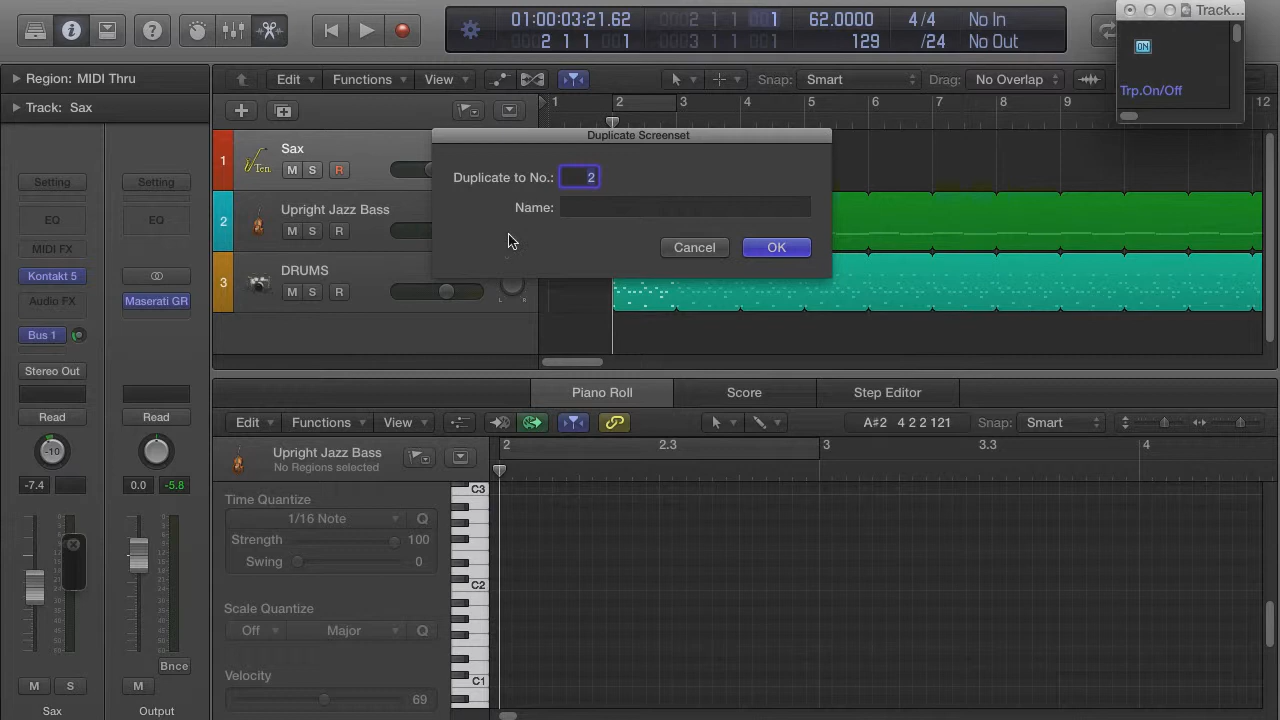 01:00:03:21.62
2 1 1 001
2 1 1 001
62.0000
129
4/4
/24
No In
No Out
Track...
ON
Trp.On/Off
Region: MIDI Thru
Track: Sax
Edit
Functions
View
Snap: Smart
Drag: No Overlap
1 2 3 4 5 6 7 8 9 12
Duplicate Screenset
Duplicate to No.: 2
Name:
Cancel
OK
1
Sax
M S R
2
Upright Jazz Bass
M S R
3
DRUMS
M S R
L R
Setting
Setting
EQ
EQ
MIDI FX
Kontakt 5
Audio FX
Maserati GR
Bus 1
Stereo Out
Read
Read
-10
-7.4
0.0 -5.8
Bnce
M S
M
Sax
Output
Piano Roll
Score
Step Editor
Edit
Functions
View
A#2 4 2 2 121
Snap: Smart
Upright Jazz Bass
No Regions selected
2 2.3 3 3.3 4
Time Quantize
1/16 Note Q
Strength 100
Swing 0
Scale Quantize
Off Major Q
Velocity
69
C3
C2
C1